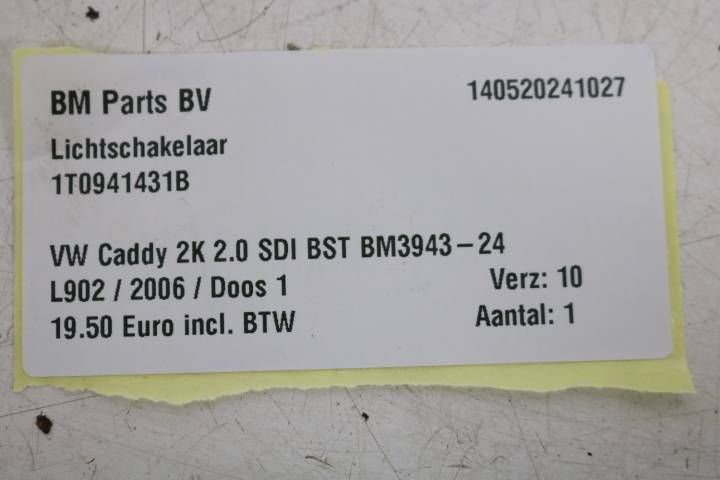 BM Parts BV
140520241027
Lichtschakelaar
1T0941431B
VW Caddy 2K 2.0 SDI BST BM3943-24
L902 / 2006 / Doos 1
Verz: 10
19.50 Euro incl. BTW
Aantal: 1